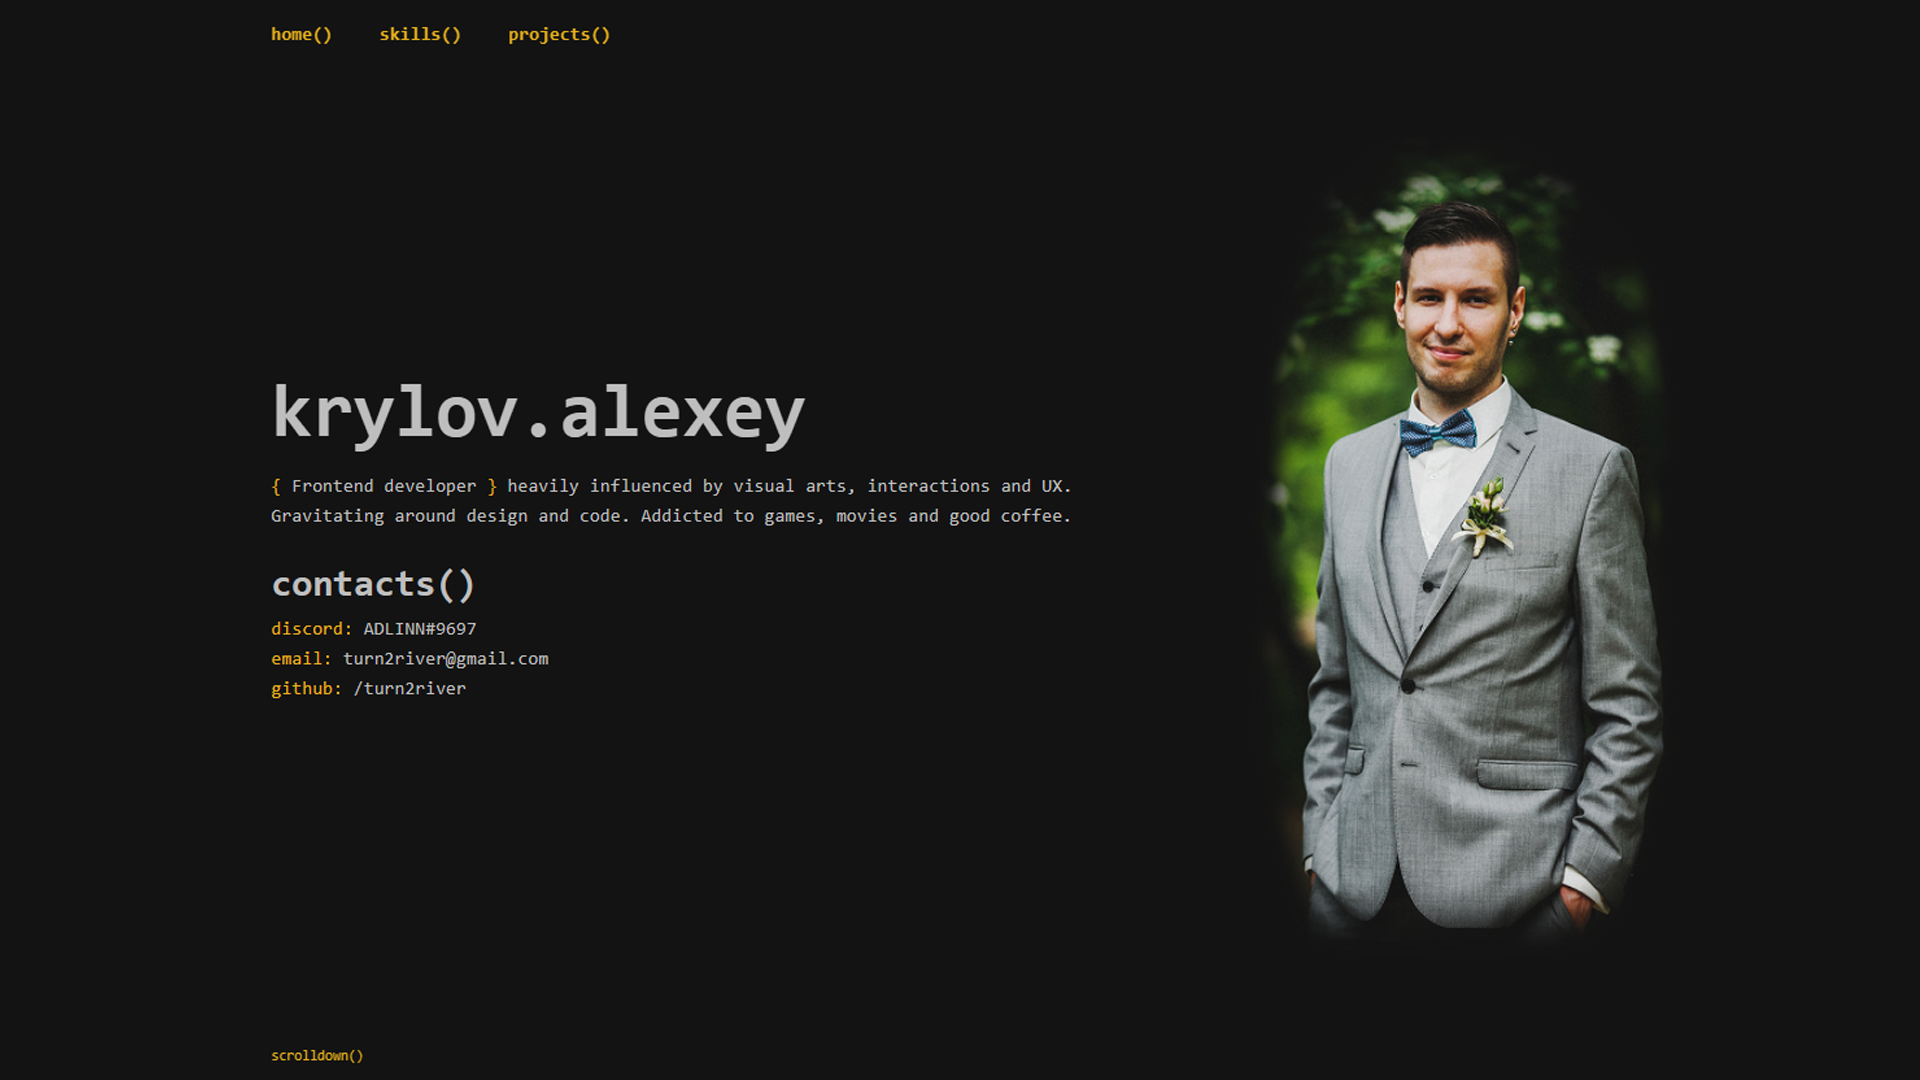 home() skills() projects()
krylov.alexey
{ Frontend developer } heavily influenced by visual arts, interactions and UX.
Gravitating around design and code. Addicted to games, movies and good coffee.
contacts()
discord: ADLINN#9697
email: turn2river@gmail.com
github: /turn2river
scrolldown()